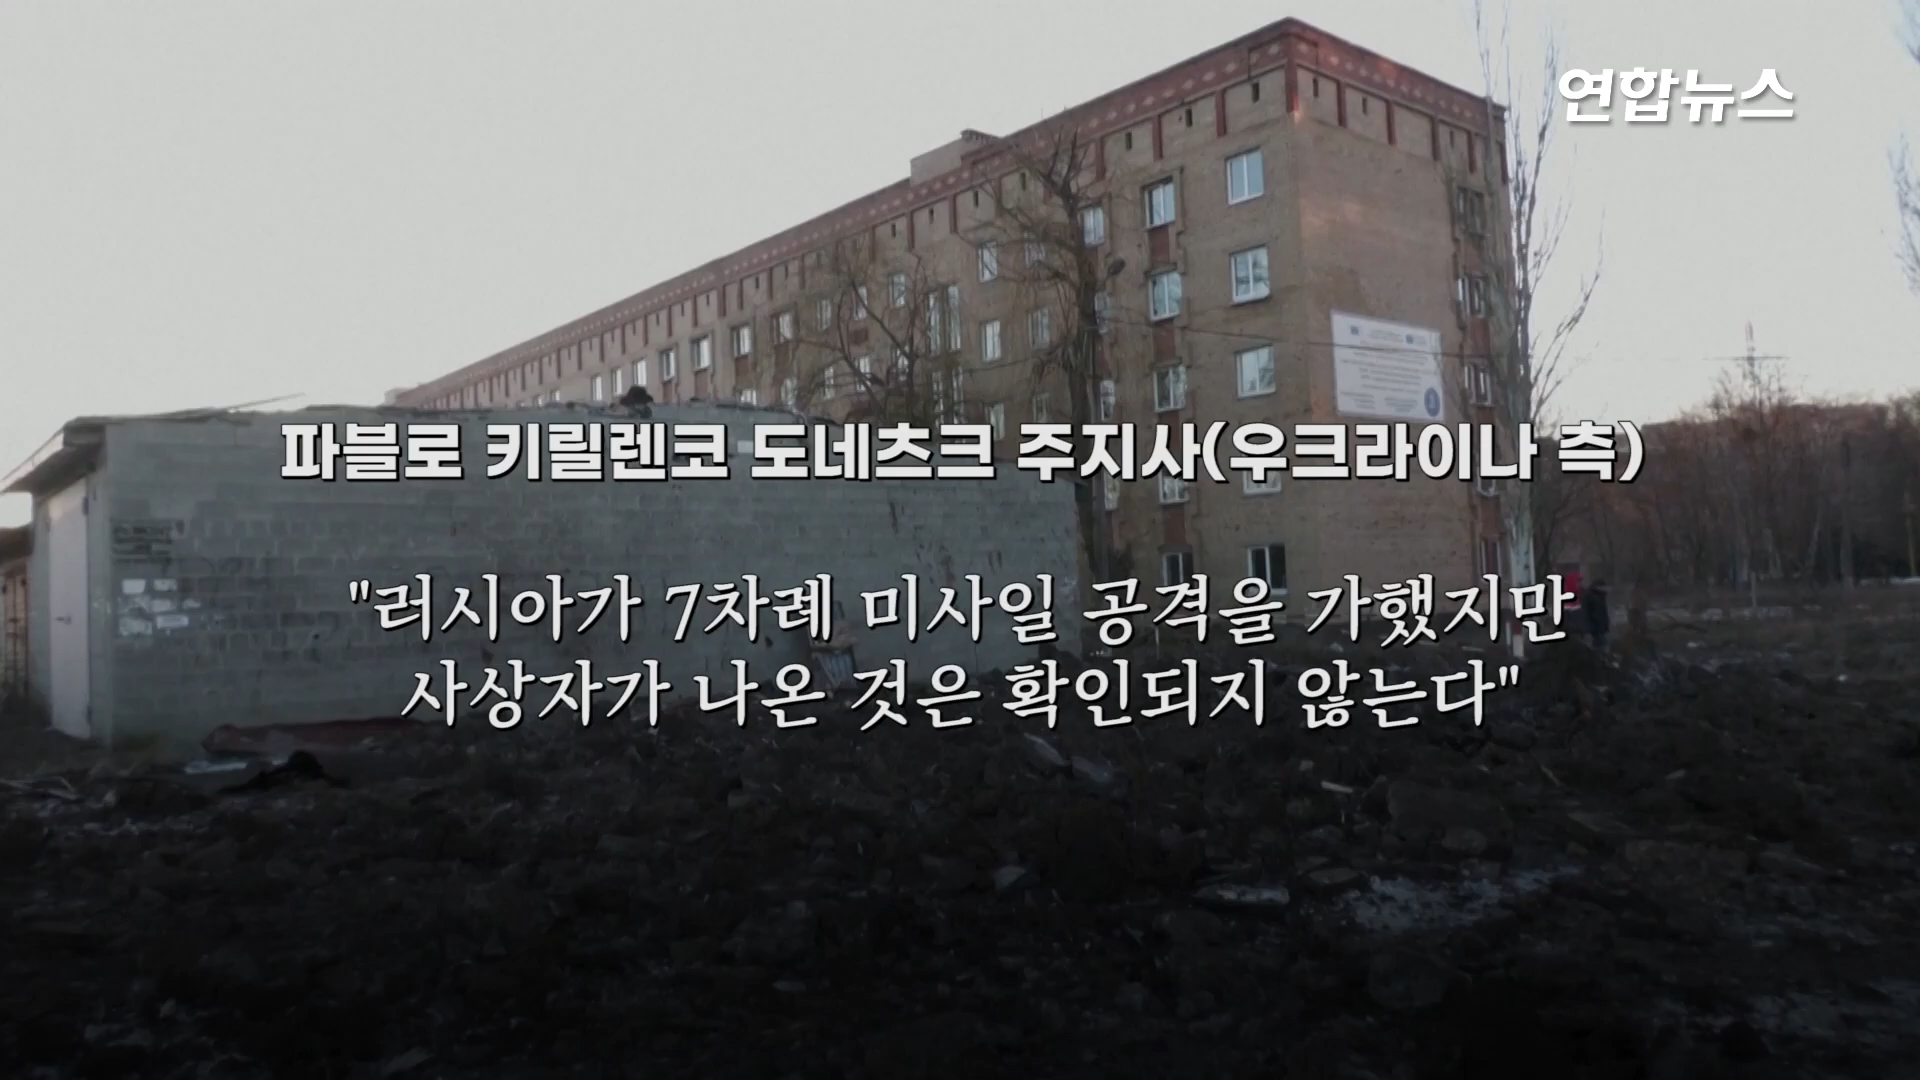 연합뉴스
파블로 키릴렌코 도네츠크 주지사(우크라이나 측)
"러시아가 7차례 미사일 공격을 가했지만
사상자가 나온 것은 확인되지 않는다"